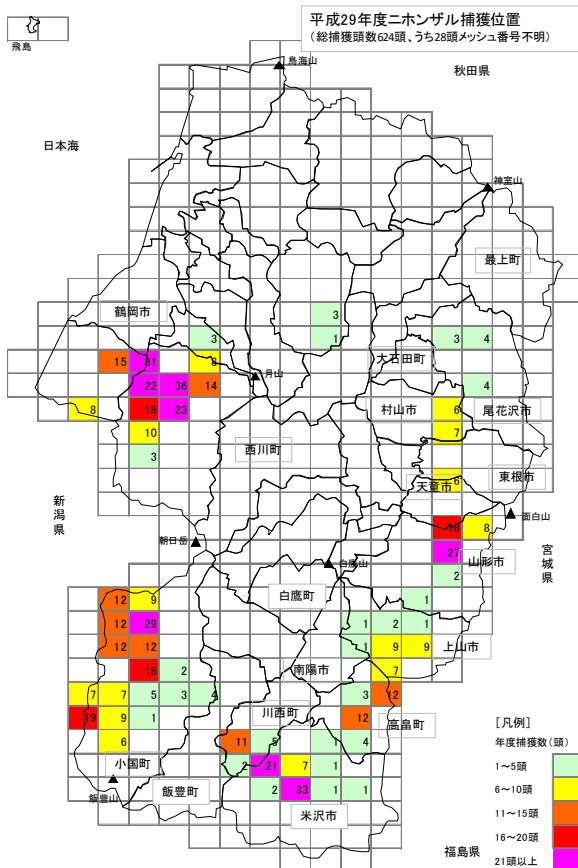 平成29年度ニホンザル捕獲位置
（総捕獲頭数624頭、うち28頭メッシュ番号不明）
飛島
鳥海山
秋田県
日本海
神室山
最上町
鶴岡市
3
3 1 大石田町 3 4
15 31 8 月山
22 36 14 4
8 18 23 村山市 6 尾花沢市
10 西川町 7
3 東根市
天童市 6
新潟県
面白山
18 8
朝日岳 27 山形市 宮城県
白鷹山 2
白鷹町
12 9 1
12 29 1 2 1
12 12 1 9 9 上山市
18 2 南陽市 7
7 7 5 3 4 3 12
19 9 1 川西町 12 高畠町
6 11 5 1 4
小国町 2 21 7 1
飯豊山 飯豊町 2 33 1 1
米沢市
福島県
[凡例]
年度捕獲数(頭)
1～5頭
6～10頭
11～15頭
16～20頭
21頭以上